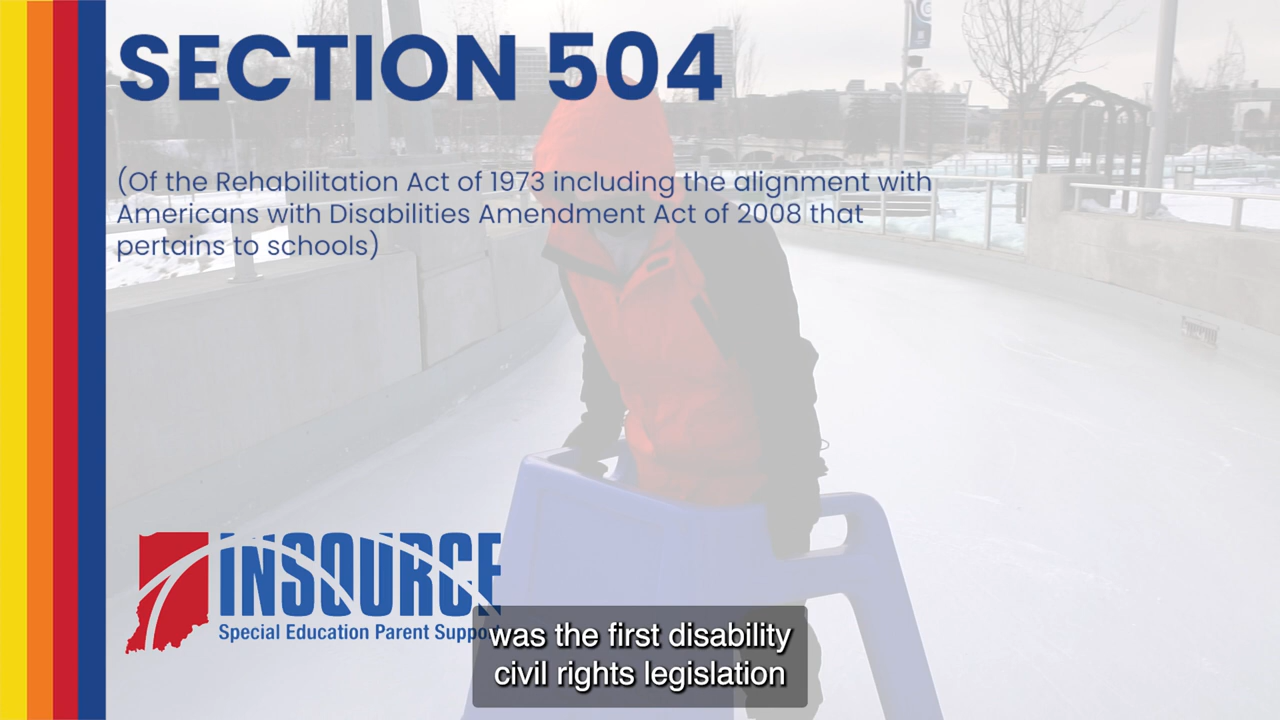 SECTION 504
(Of the Rehabilitation Act of 1973 including the alignment with
Americans with Disabilities Amendment Act of 2008 that
pertains to schools)
INSOURCE
Special Education Parent Support
was the first disability
civil rights legislation